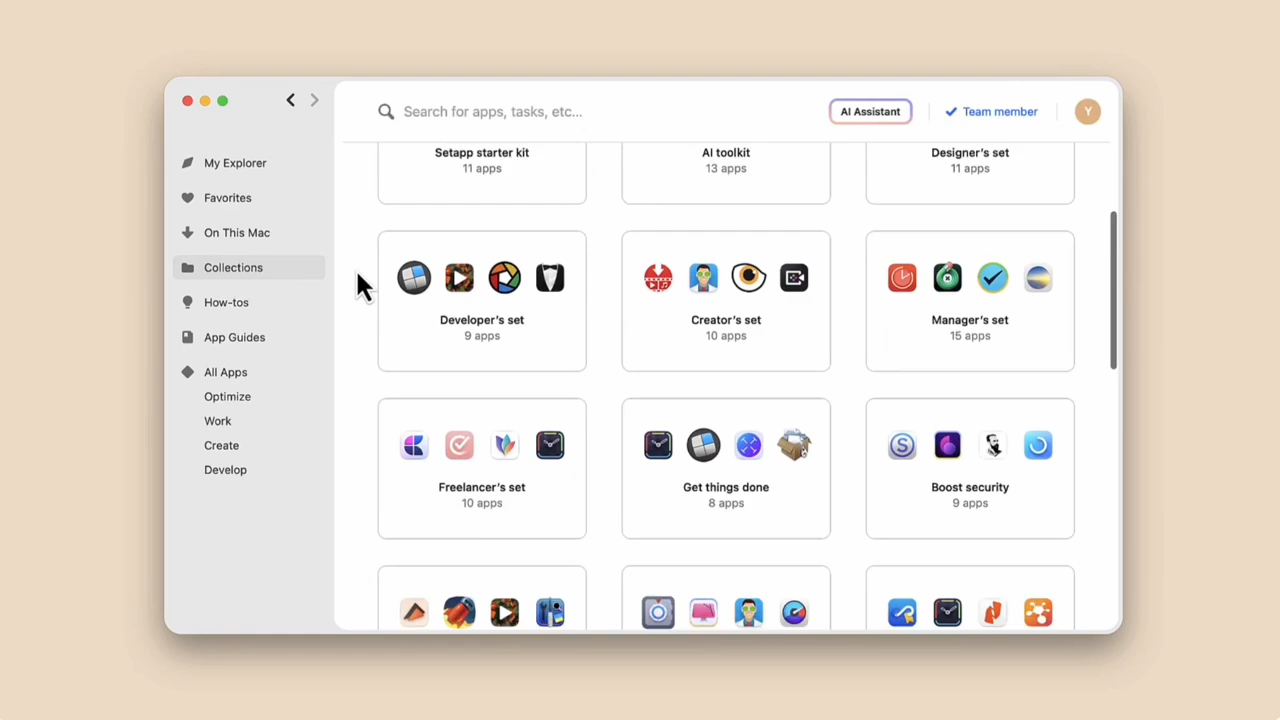 Search for apps, tasks, etc...
AI Assistant
Team member
Y
My Explorer
Favorites
On This Mac
Collections
How-tos
App Guides
All Apps
Optimize
Work
Create
Develop
Setapp starter kit
11 apps
AI toolkit
13 apps
Designer's set
11 apps
Developer's set
9 apps
Creator's set
10 apps
Manager's set
15 apps
Freelancer's set
10 apps
Get things done
8 apps
Boost security
9 apps